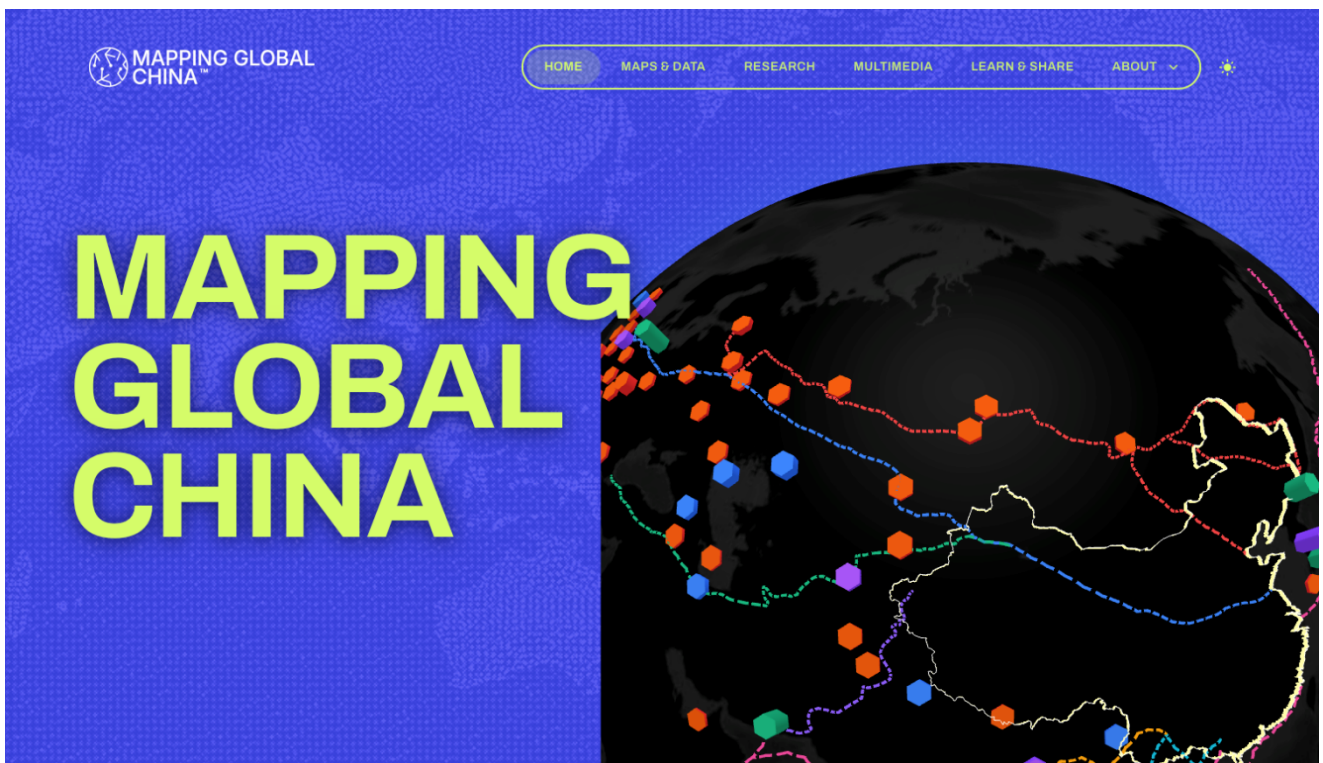 MAPPING GLOBAL
CHINA™
HOME MAPS & DATA RESEARCH MULTIMEDIA LEARN & SHARE ABOUT
MAPPING
GLOBAL
CHINA